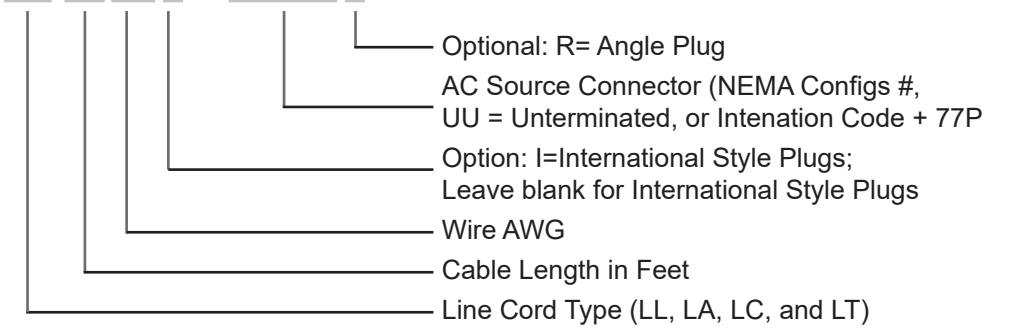 Optional: R= Angle Plug
AC Source Connector (NEMA Configs #,
UU = Unterminated, or Intenation Code + 77P
Option: I=International Style Plugs;
Leave blank for International Style Plugs
Wire AWG
Cable Length in Feet
Line Cord Type (LL, LA, LC, and LT)